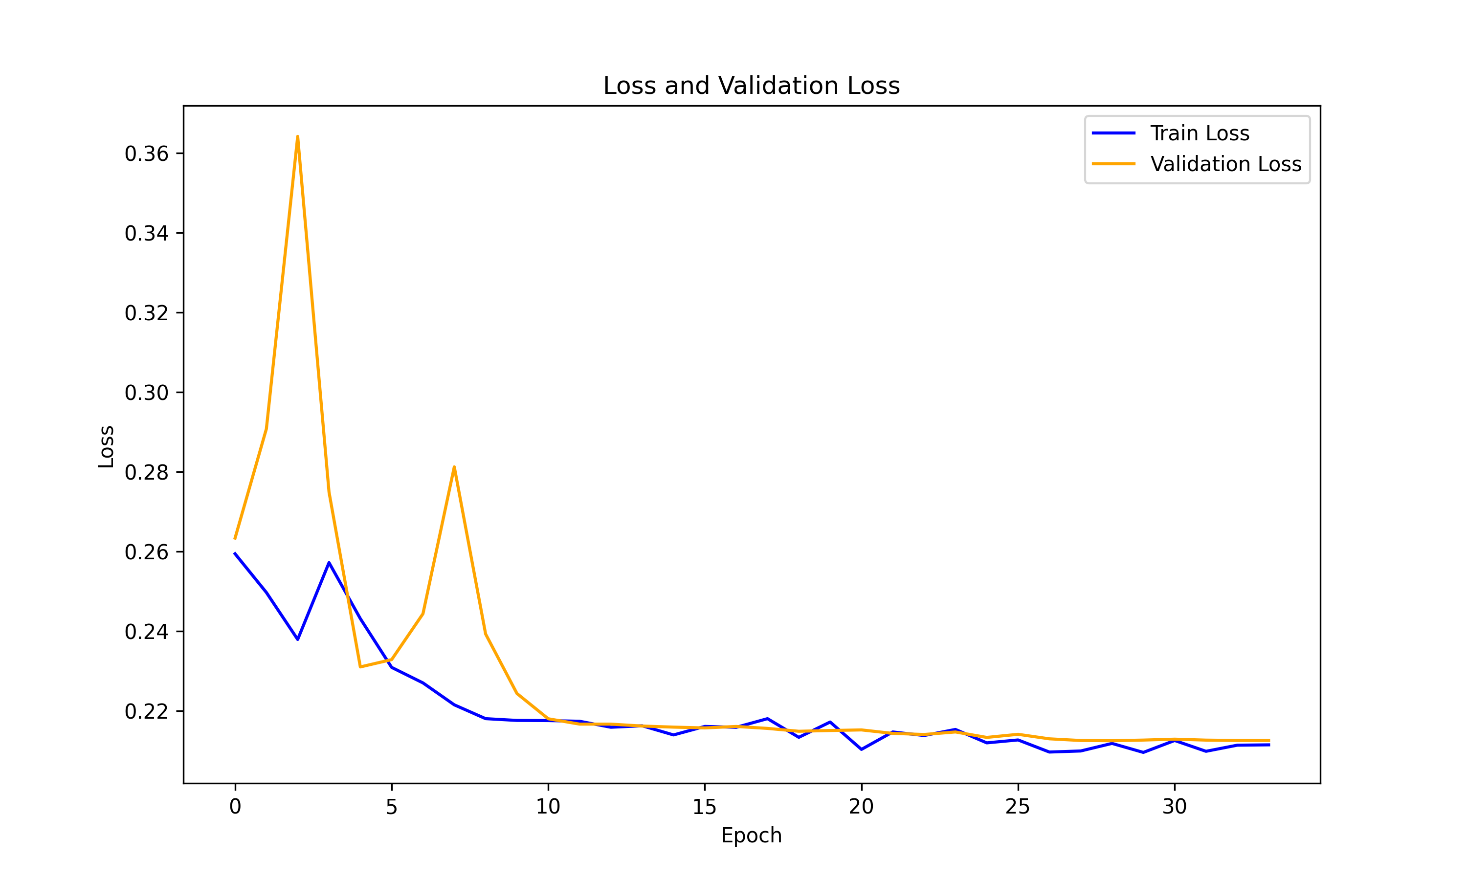 Loss and Validation Loss
Train Loss
Validation Loss
0.36
0.34
0.32
0.30
0.28
0.26
0.24
0.22
Loss
0 5 10 15 20 25 30
Epoch